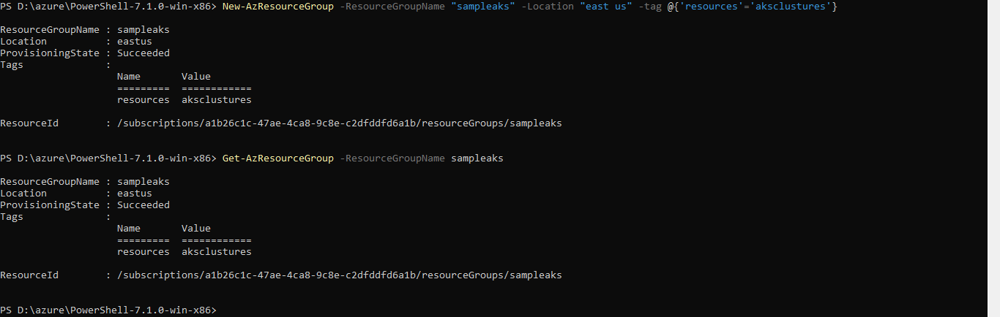 PS D:\azure\PowerShell-7.1.0-win-x86> New-AzResourceGroup -ResourceGroupName "sampleaks" -Location "east us" -tag @{'resources'='aksclustures'}
ResourceGroupName : sampleaks
Location          : eastus
ProvisioningState : Succeeded
Tags              :
                    Name       Value
                    =========  ============
                    resources  aksclustures
ResourceId        : /subscriptions/a1b26c1c-47ae-4ca8-9c8e-c2dfddfd6a1b/resourceGroups/sampleaks
PS D:\azure\PowerShell-7.1.0-win-x86> Get-AzResourceGroup -ResourceGroupName sampleaks
ResourceGroupName : sampleaks
Location          : eastus
ProvisioningState : Succeeded
Tags              :
                    Name       Value
                    =========  ============
                    resources  aksclustures
ResourceId        : /subscriptions/a1b26c1c-47ae-4ca8-9c8e-c2dfddfd6a1b/resourceGroups/sampleaks
PS D:\azure\PowerShell-7.1.0-win-x86>